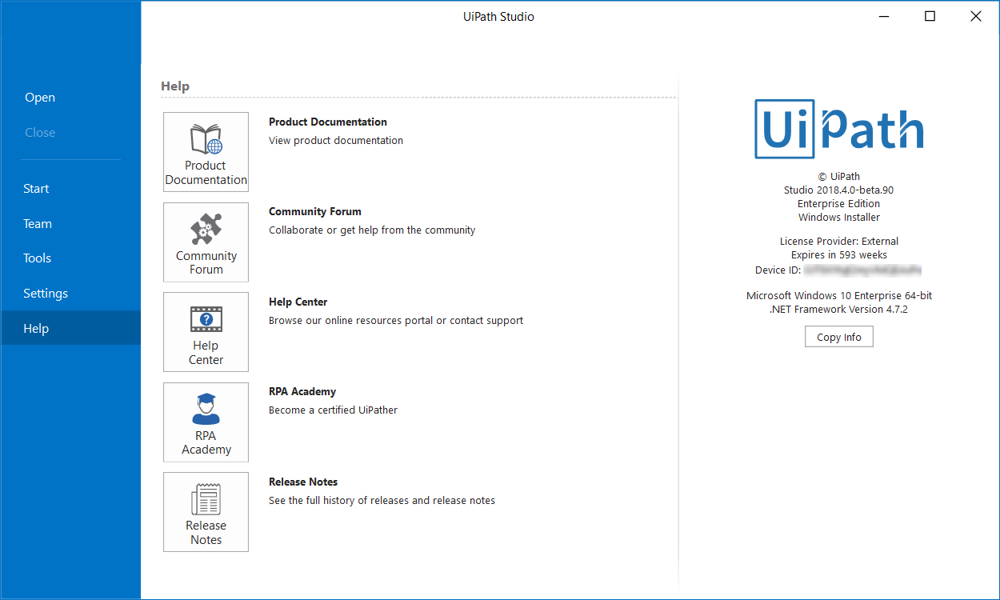 UiPath Studio
Open
Close
Start
Team
Tools
Settings
Help
Help
Product
Documentation
Product Documentation
View product documentation
Community
Forum
Community Forum
Collaborate or get help from the community
Help
Center
Help Center
Browse our online resources portal or contact support
RPA
Academy
RPA Academy
Become a certified UiPather
Release
Notes
Release Notes
See the full history of releases and release notes
UiPath
© UiPath
Studio 2018.4.0-beta.90
Enterprise Edition
Windows Installer
License Provider: External
Expires in 593 weeks
Device ID:
Microsoft Windows 10 Enterprise 64-bit
.NET Framework Version 4.7.2
Copy Info